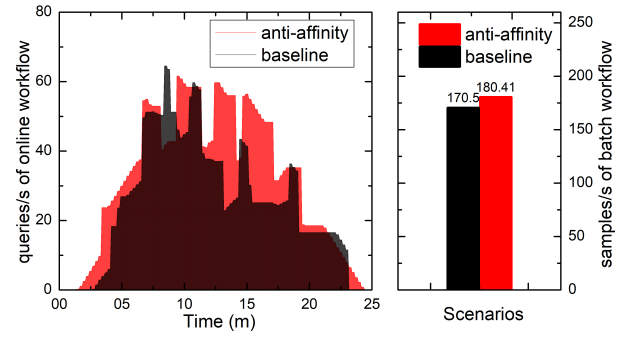 80
60
40
20
0
queries/s of online workflow
anti-affinity
baseline
00
05
10
15
20
25
Time (m)
anti-affinity
baseline
170.5
180.41
250
200
150
100
50
0
samples/s of batch workflow
Scenarios